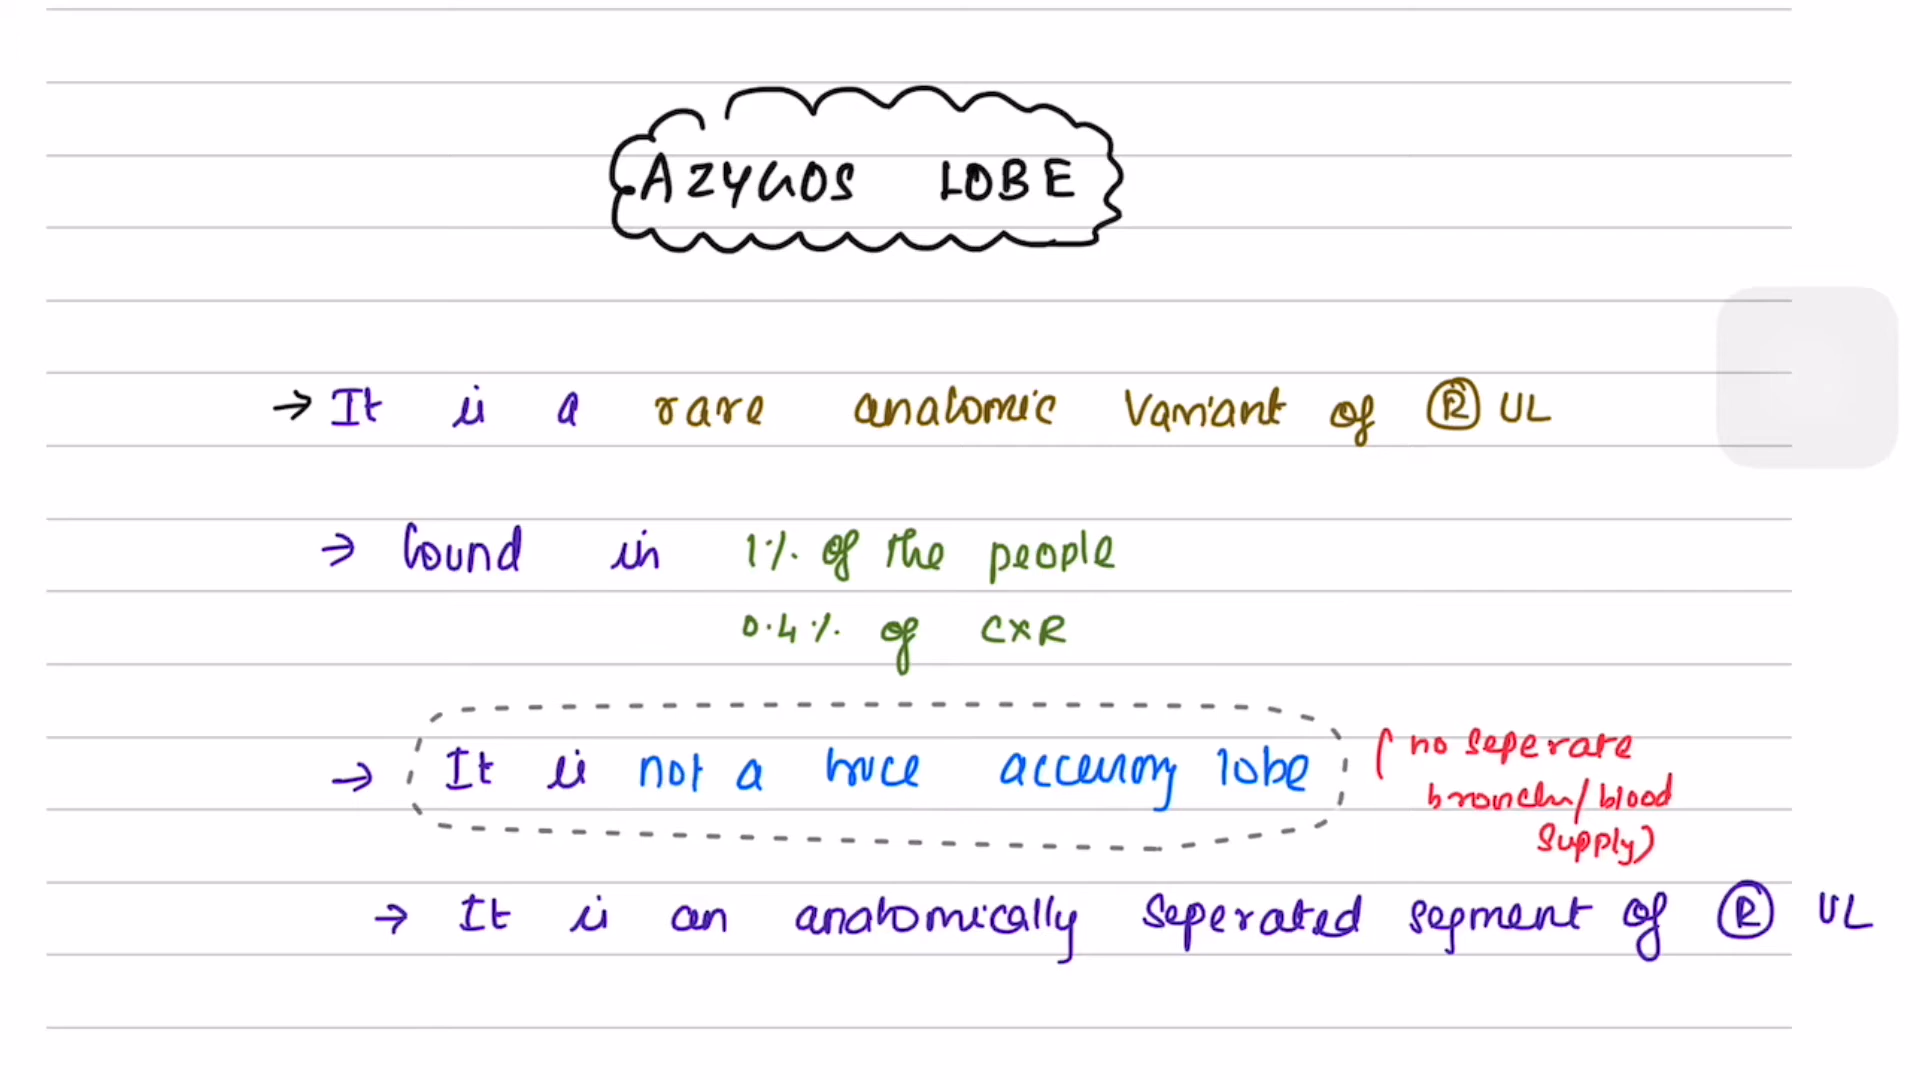 AZYGOS LOBE
→ It is a rare anatomic variant of Ⓡ UL
→ found in 1% of the people
0.4% of CXR
→ It is not a true accessory lobe
( no seperate
bronchi/blood
supply)
→ It is an anatomically seperated segment of Ⓡ UL